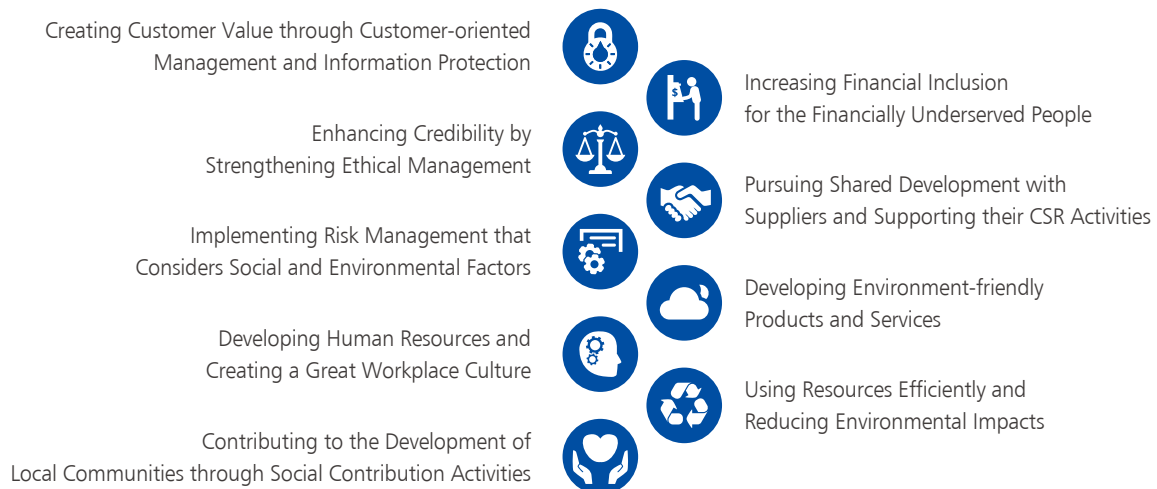 Creating Customer Value through Customer-oriented
Management and Information Protection
$
Increasing Financial Inclusion
for the Financially Underserved People
Enhancing Credibility by
Strengthening Ethical Management
Pursuing Shared Development with
Suppliers and Supporting their CSR Activities
Implementing Risk Management that
Considers Social and Environmental Factors
Developing Environment-friendly
Products and Services
Developing Human Resources and
Creating a Great Workplace Culture
Using Resources Efficiently and
Reducing Environmental Impacts
Contributing to the Development of
Local Communities through Social Contribution Activities